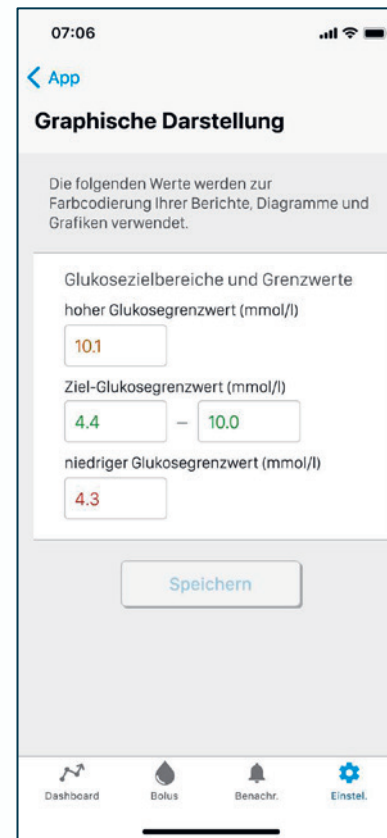 07:06
App
Graphische Darstellung
Die folgenden Werte werden zur
Farbcodierung Ihrer Berichte, Diagramme und
Grafiken verwendet.
Glukosezielbereiche und Grenzwerte
hoher Glukosegrenzwert (mmol/l)
10.1
Ziel-Glukosegrenzwert (mmol/l)
4.4 – 10.0
niedriger Glukosegrenzwert (mmol/l)
4.3
Speichern
Dashboard Bolus Benachr. Einstel.